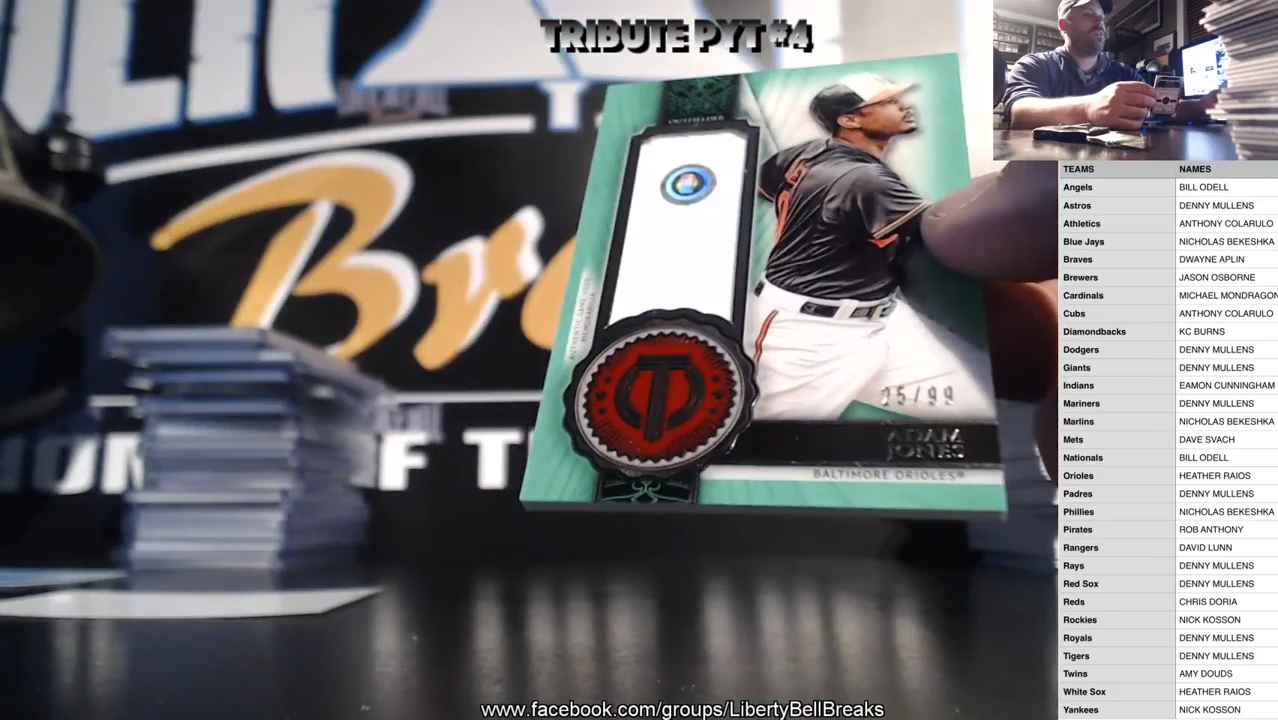 TRIBUTE PYT #4
OUTFIELDER
AUTHENTIC GAME-USED
MEMORABILIA
T
25/99
ADAM
JONES
BALTIMORE ORIOLES
F T
TEAMS NAMES
Angels BILL ODELL
Astros DENNY MULLENS
Athletics ANTHONY COLARULO
Blue Jays NICHOLAS BEKESHKA
Braves DWAYNE APLIN
Brewers JASON OSBORNE
Cardinals MICHAEL MONDRAGON
Cubs ANTHONY COLARULO
Diamondbacks KC BURNS
Dodgers DENNY MULLENS
Giants DENNY MULLENS
Indians EAMON CUNNINGHAM
Mariners DENNY MULLENS
Marlins NICHOLAS BEKESHKA
Mets DAVE SVACH
Nationals BILL ODELL
Orioles HEATHER RAIOS
Padres DENNY MULLENS
Phillies NICHOLAS BEKESHKA
Pirates ROB ANTHONY
Rangers DAVID LUNN
Rays DENNY MULLENS
Red Sox DENNY MULLENS
Reds CHRIS DORIA
Rockies NICK KOSSON
Royals DENNY MULLENS
Tigers DENNY MULLENS
Twins AMY DOUDS
White Sox HEATHER RAIOS
Yankees NICK KOSSON
www.facebook.com/groups/LibertyBellBreaks